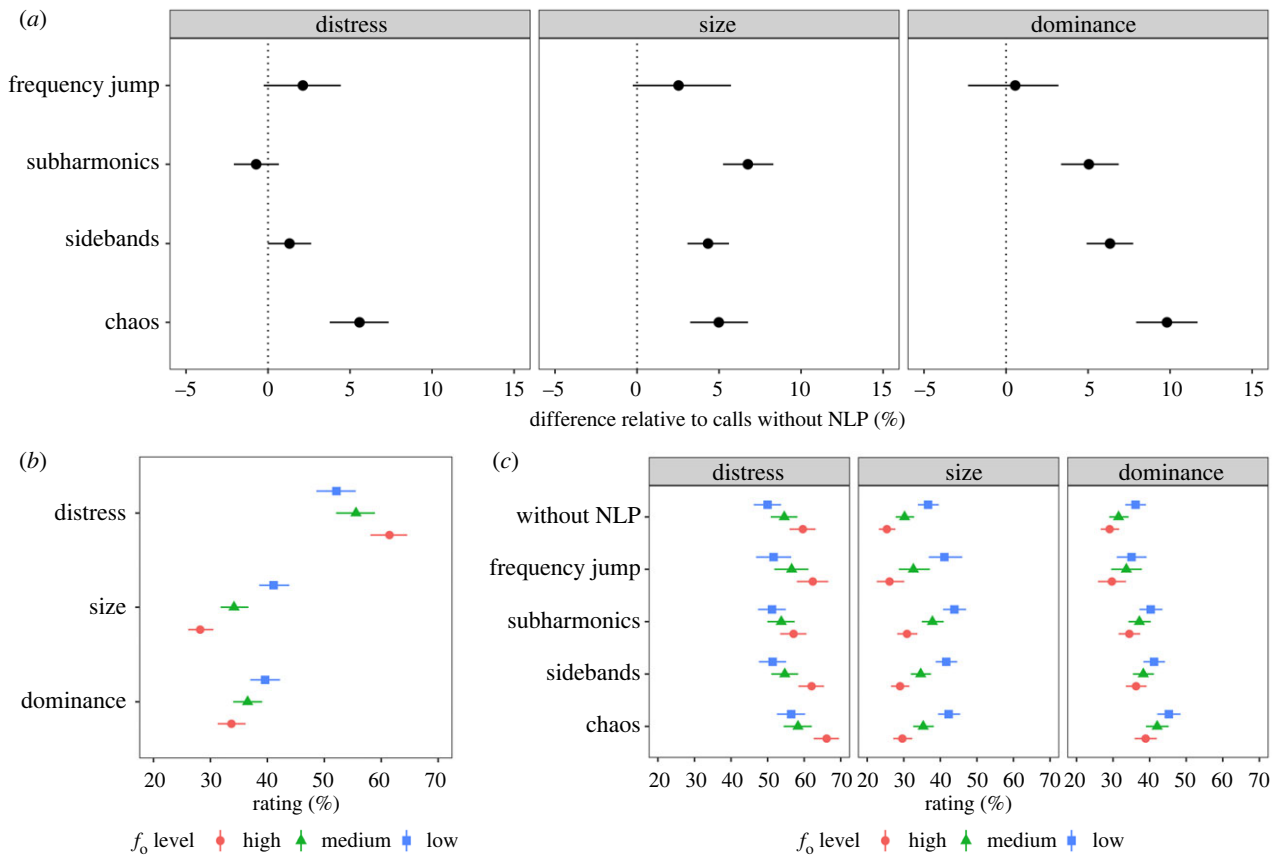 (a)
distress size dominance
frequency jump
subharmonics
sidebands
chaos
–5 0 5 10 15 –5 0 5 10 15 –5 0 5 10 15
difference relative to calls without NLP (%)
(b)
distress
size
dominance
20 30 40 50 60 70
rating (%)
fo level high medium low
(c)
distress size dominance
without NLP
frequency jump
subharmonics
sidebands
chaos
20 30 40 50 60 70 20 30 40 50 60 70 20 30 40 50 60 70
rating (%)
fo level high medium low